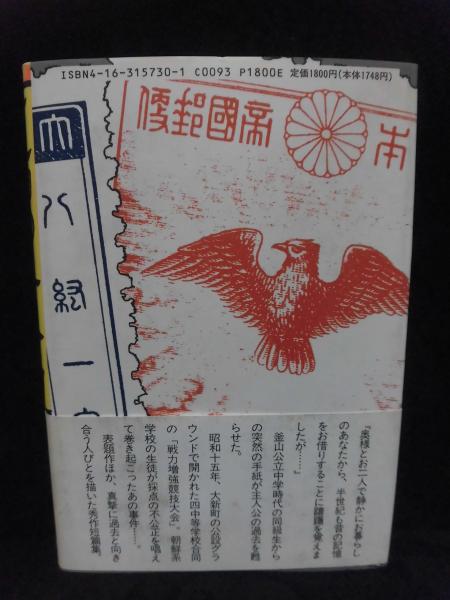 ISBN4-16-315730-1 C0093 P1800E 定価1800円(本体1748円)
便郵國帝
本
大
八紘一
『奥様とお二人で静かにお暮らし
のあなたから、半世紀も昔の記憶
をお借りすることに躊躇を覚えま
したが……』
釜山公立中学時代の同級生から
の突然の手紙が主人公の過去を甦
らせた。
昭和十五年、大新町の公設グラ
ウンドで開かれた四中等学校合同
の「戦力増強競技大会」。朝鮮系
学校の生徒が採点の不公正を唱え
て巻き起こったあの事件……。
表題作ほか、真摯に過去と向き
合う人びとを描いた秀作短篇集。